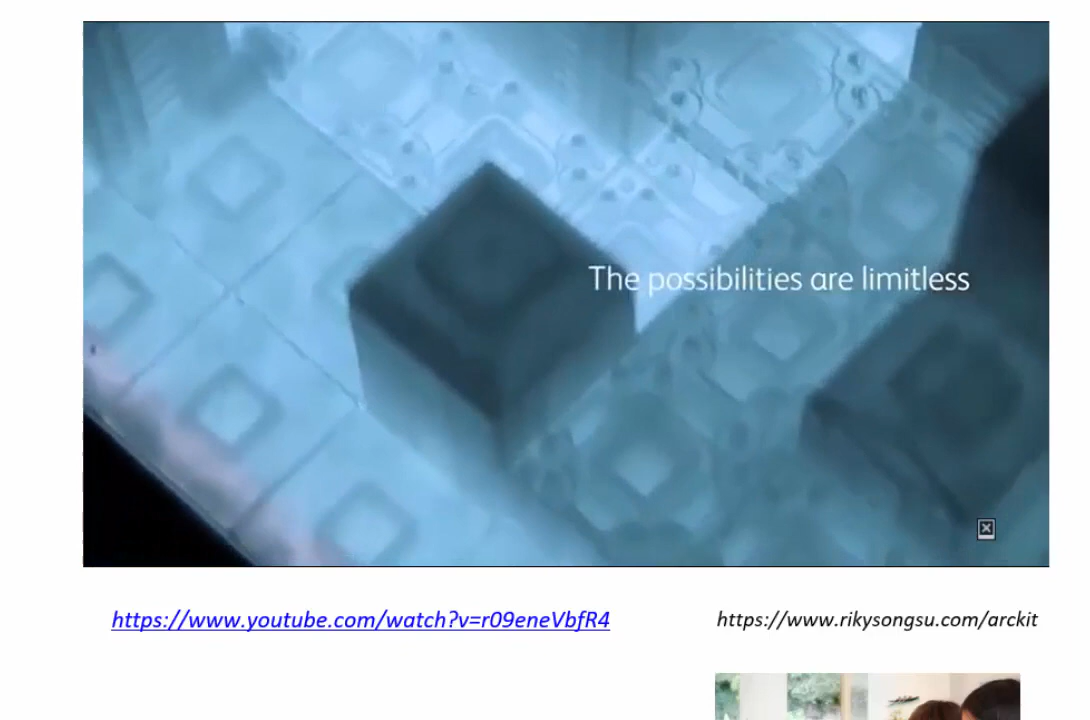 The possibilities are limitless
https://www.youtube.com/watch?v=r09eneVbfR4
https://www.rikysongsu.com/arckit